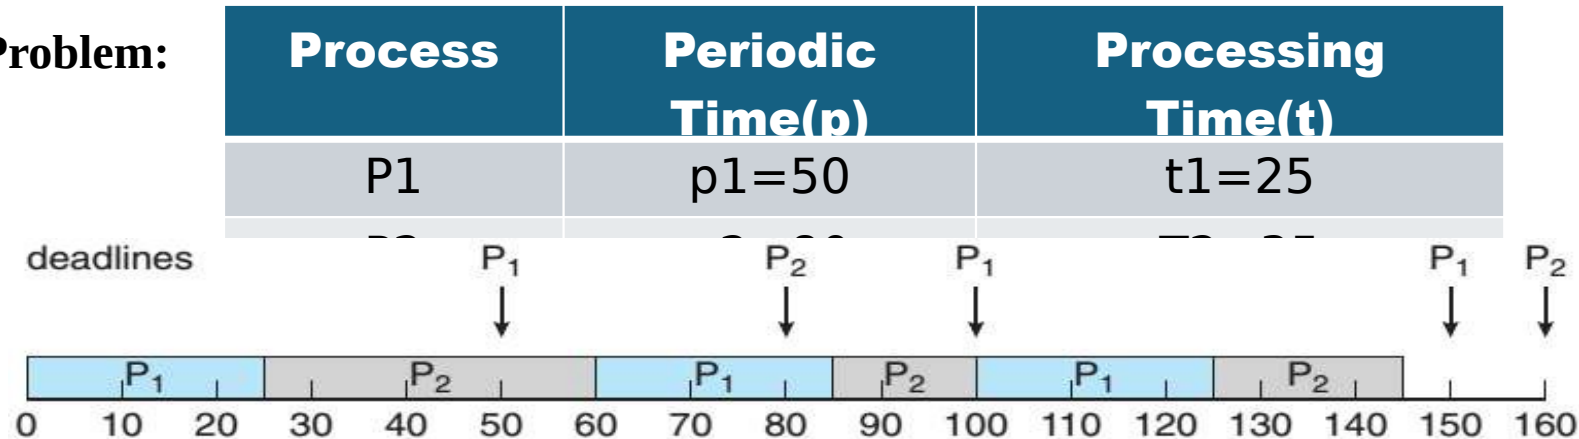 Problem:
Process Periodic Time(p) Processing Time(t)
P1 p1=50 t1=25
deadlines P₁ P₂ P₁ P₁ P₂
P₁ P₂ P₁ P₂ P₁ P₂
0 10 20 30 40 50 60 70 80 90 100 110 120 130 140 150 160